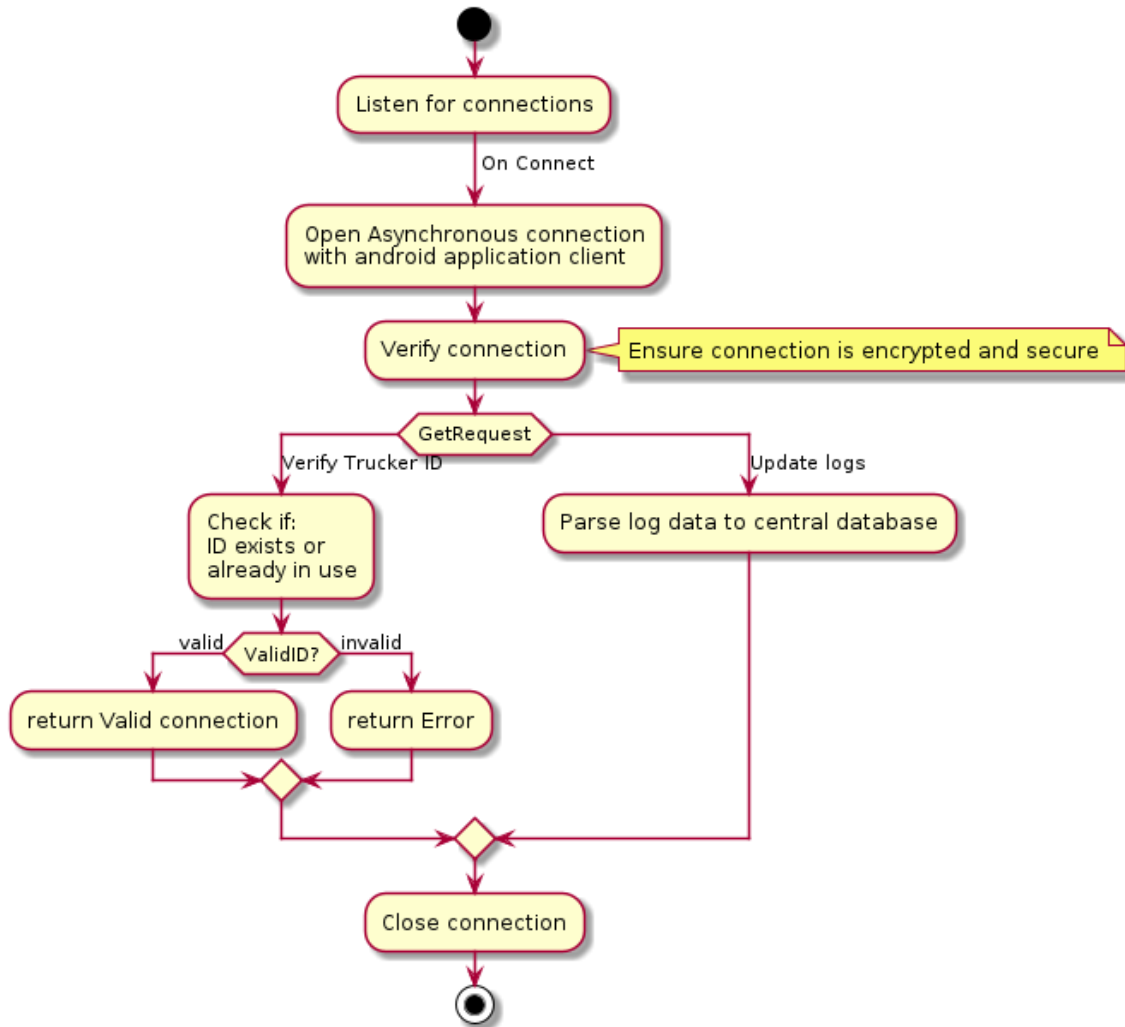 Listen for connections
On Connect
Open Asynchronous connection
with android application client
Verify connection
Ensure connection is encrypted and secure
GetRequest
Verify Trucker ID
Update logs
Check if:
ID exists or
already in use
Parse log data to central database
valid
ValidID?
invalid
return Valid connection
return Error
Close connection